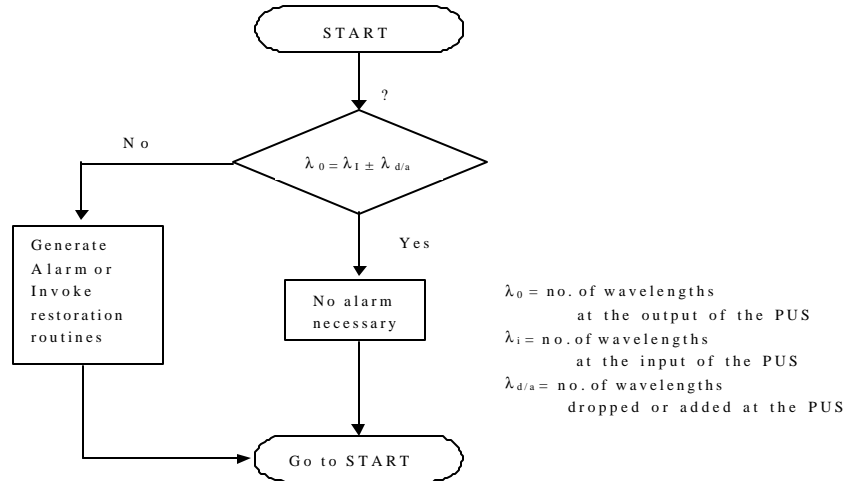 START
?
No
λ0 = λI ± λd/a
Generate
Alarm or
Invoke
restoration
routines
Yes
No alarm
necessary
λ0 = no. of wavelengths
at the output of the PUS
λi = no. of wavelengths
at the input of the PUS
λd/a = no. of wavelengths
dropped or added at the PUS
Go to START